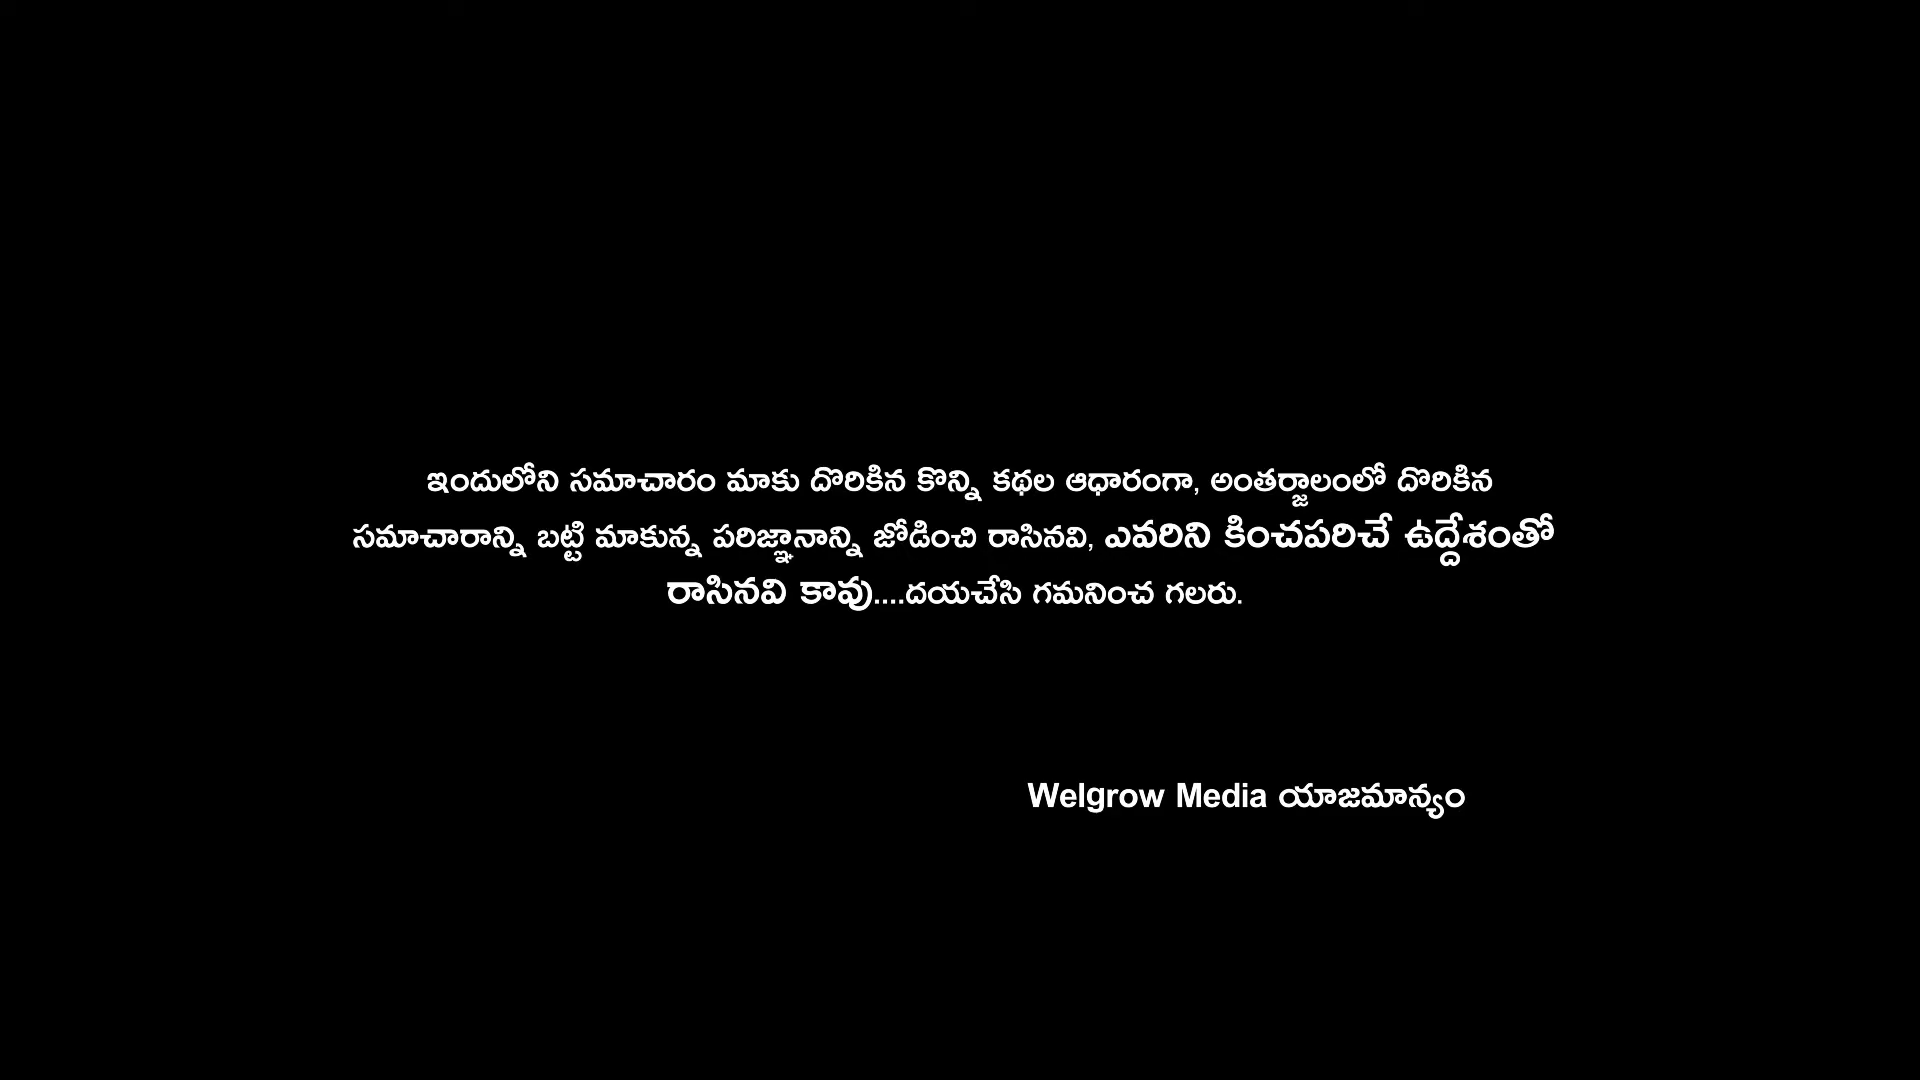 ఇందులోని సమాచారం మాకు దొరికిన కొన్ని కథల ఆధారంగా, అంతర్జాలంలో దొరికిన
సమాచారాన్ని బట్టి మాకున్న పరిజ్ఞానాన్ని జోడించి రాసినవి, ఎవరిని కించపరిచే ఉద్దేశంతో
రాసినవి కావు....దయచేసి గమనించ గలరు.
Welgrow Media యాజమాన్యం